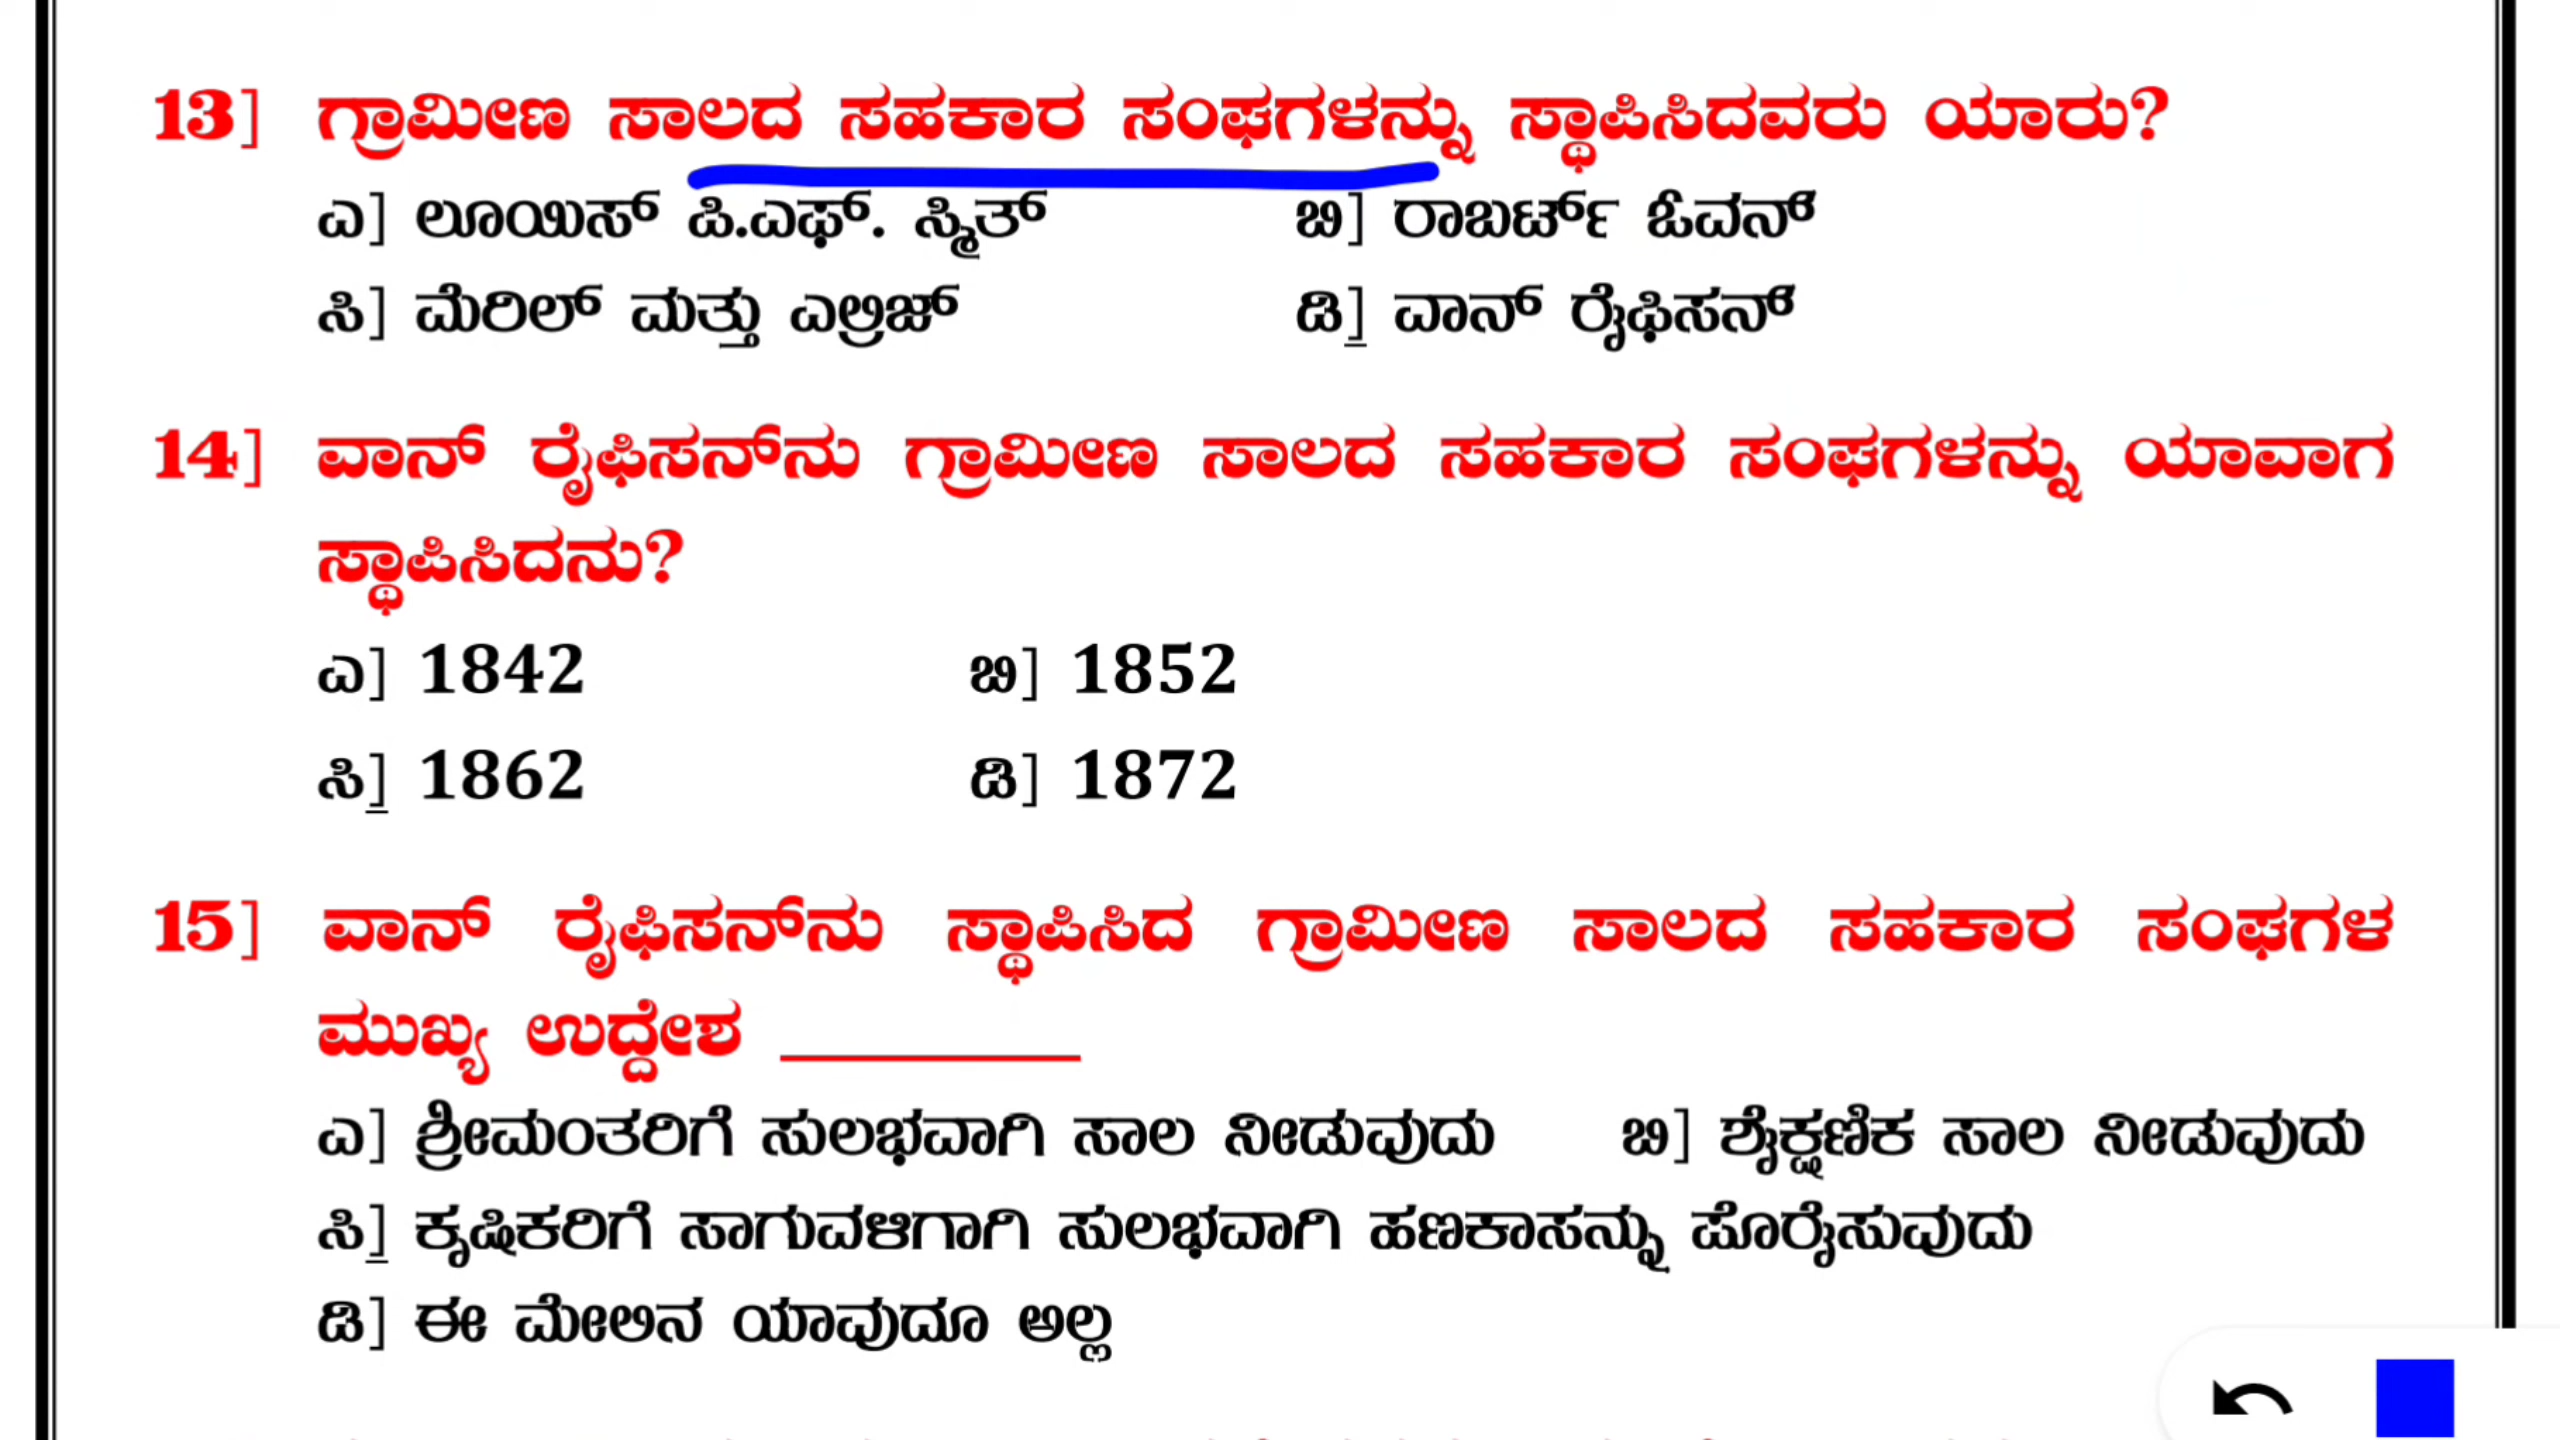 13] ಗ್ರಾಮೀಣ ಸಾಲದ ಸಹಕಾರ ಸಂಘಗಳನ್ನು ಸ್ಥಾಪಿಸಿದವರು ಯಾರು?
ಎ] ಲೂಯಿಸ್ ಪಿ.ಎಫ್. ಸ್ಮಿತ್ ಬಿ] ರಾಬರ್ಟ್ ಓವನ್
ಸಿ] ಮೆರಿಲ್ ಮತ್ತು ಎಲ್ರಿಜ್ ಡಿ] ವಾನ್ ರೈಫಿಸನ್
14] ವಾನ್ ರೈಫಿಸನ್‌ನು ಗ್ರಾಮೀಣ ಸಾಲದ ಸಹಕಾರ ಸಂಘಗಳನ್ನು ಯಾವಾಗ
ಸ್ಥಾಪಿಸಿದನು?
ಎ] 1842 ಬಿ] 1852
ಸಿ] 1862 ಡಿ] 1872
15] ವಾನ್ ರೈಫಿಸನ್‌ನು ಸ್ಥಾಪಿಸಿದ ಗ್ರಾಮೀಣ ಸಾಲದ ಸಹಕಾರ ಸಂಘಗಳ
ಮುಖ್ಯ ಉದ್ದೇಶ ________
ಎ] ಶ್ರೀಮಂತರಿಗೆ ಸುಲಭವಾಗಿ ಸಾಲ ನೀಡುವುದು ಬಿ] ಶೈಕ್ಷಣಿಕ ಸಾಲ ನೀಡುವುದು
ಸಿ] ಕೃಷಿಕರಿಗೆ ಸಾಗುವಳಿಗಾಗಿ ಸುಲಭವಾಗಿ ಹಣಕಾಸನ್ನು ಪೊರೈಸುವುದು
ಡಿ] ಈ ಮೇಲಿನ ಯಾವುದೂ ಅಲ್ಲ